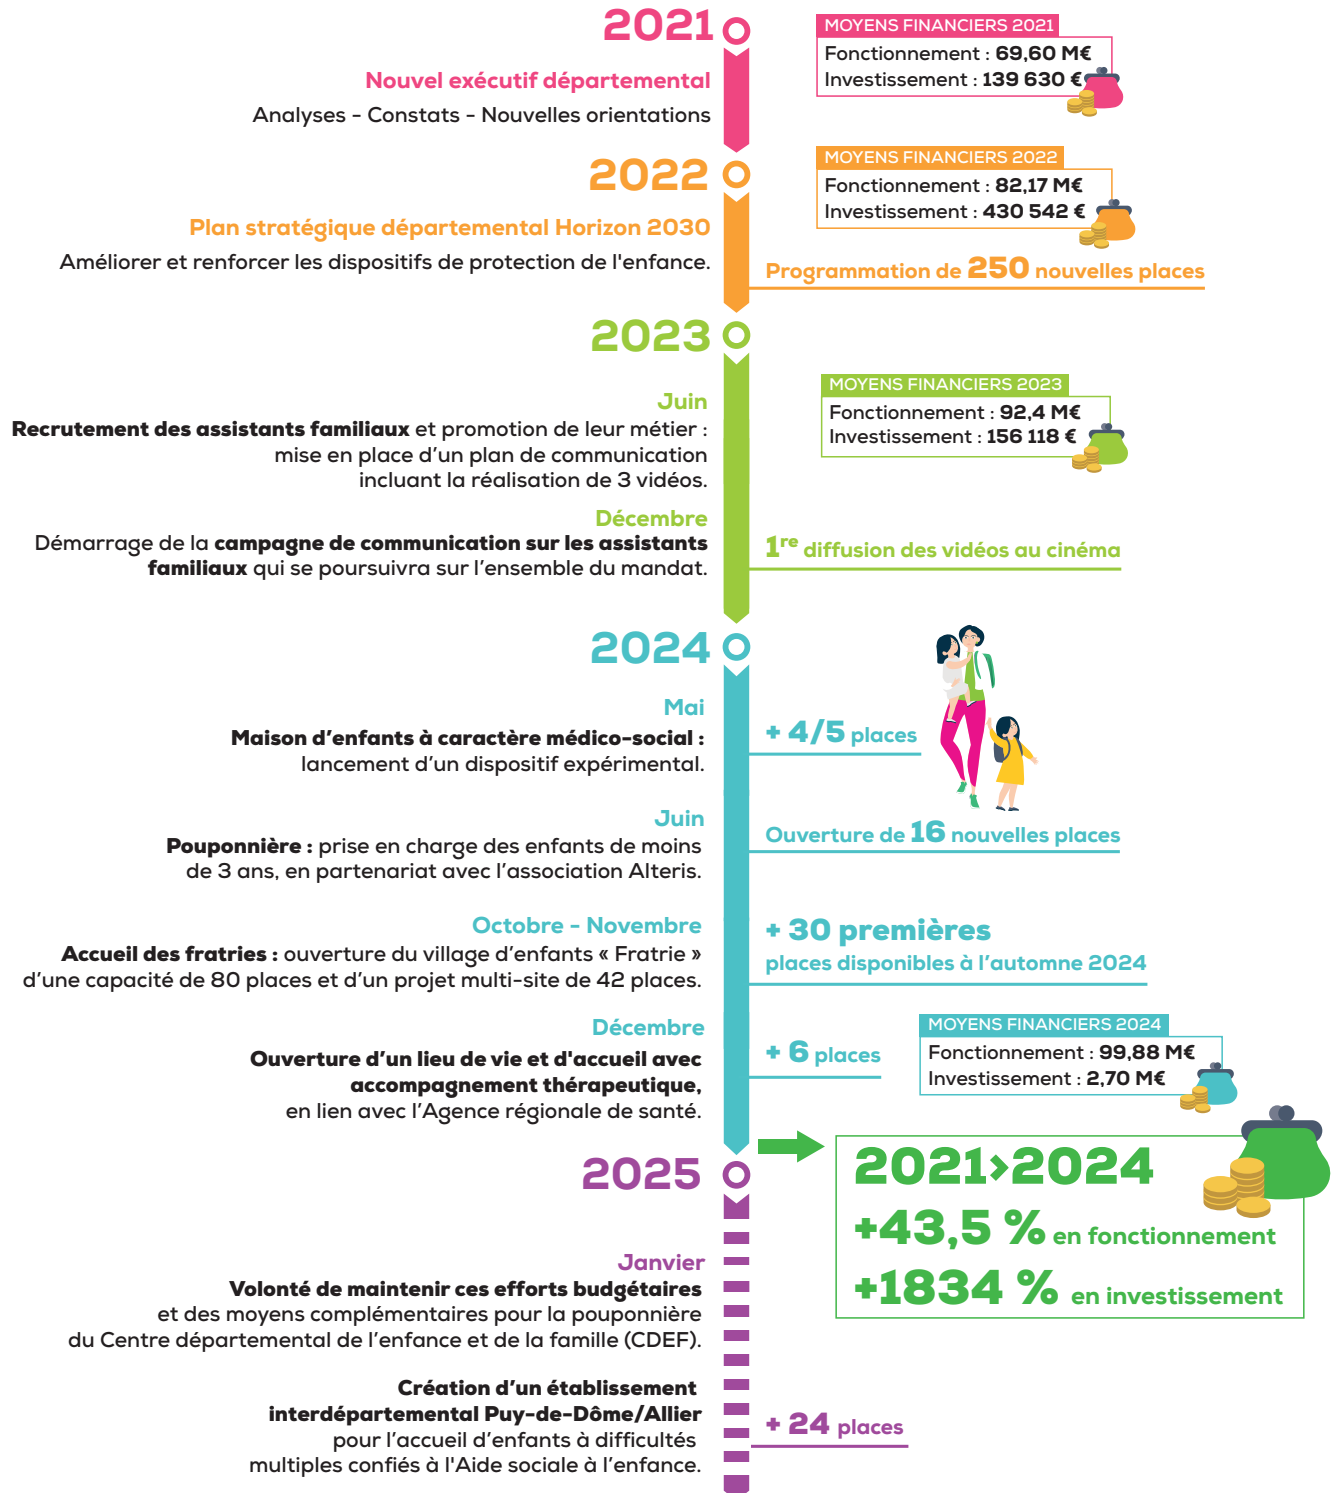 2021
Nouvel exécutif départemental
Analyses - Constats - Nouvelles orientations
MOYENS FINANCIERS 2021
Fonctionnement : 69,60 M€
Investissement : 139 630 €
2022
Plan stratégique départemental Horizon 2030
Améliorer et renforcer les dispositifs de protection de l'enfance.
MOYENS FINANCIERS 2022
Fonctionnement : 82,17 M€
Investissement : 430 542 €
Programmation de 250 nouvelles places
2023
Juin
Recrutement des assistants familiaux et promotion de leur métier :
mise en place d’un plan de communication
incluant la réalisation de 3 vidéos.
MOYENS FINANCIERS 2023
Fonctionnement : 92,4 M€
Investissement : 156 118 €
Décembre
Démarrage de la campagne de communication sur les assistants
familiaux qui se poursuivra sur l’ensemble du mandat.
1re diffusion des vidéos au cinéma
2024
Mai
Maison d’enfants à caractère médico-social :
lancement d’un dispositif expérimental.
+ 4/5 places
Juin
Pouponnière : prise en charge des enfants de moins
de 3 ans, en partenariat avec l’association Alteris.
Ouverture de 16 nouvelles places
Octobre - Novembre
Accueil des fratries : ouverture du village d’enfants « Fratrie »
d’une capacité de 80 places et d’un projet multi-site de 42 places.
+ 30 premières
places disponibles à l’automne 2024
Décembre
Ouverture d’un lieu de vie et d'accueil avec
accompagnement thérapeutique,
en lien avec l’Agence régionale de santé.
+ 6 places
MOYENS FINANCIERS 2024
Fonctionnement : 99,88 M€
Investissement : 2,70 M€
2021>2024
+43,5 % en fonctionnement
+1834 % en investissement
2025
Janvier
Volonté de maintenir ces efforts budgétaires
et des moyens complémentaires pour la pouponnière
du Centre départemental de l’enfance et de la famille (CDEF).
Création d’un établissement
interdépartemental Puy-de-Dôme/Allier
pour l’accueil d’enfants à difficultés
multiples confiés à l'Aide sociale à l’enfance.
+ 24 places